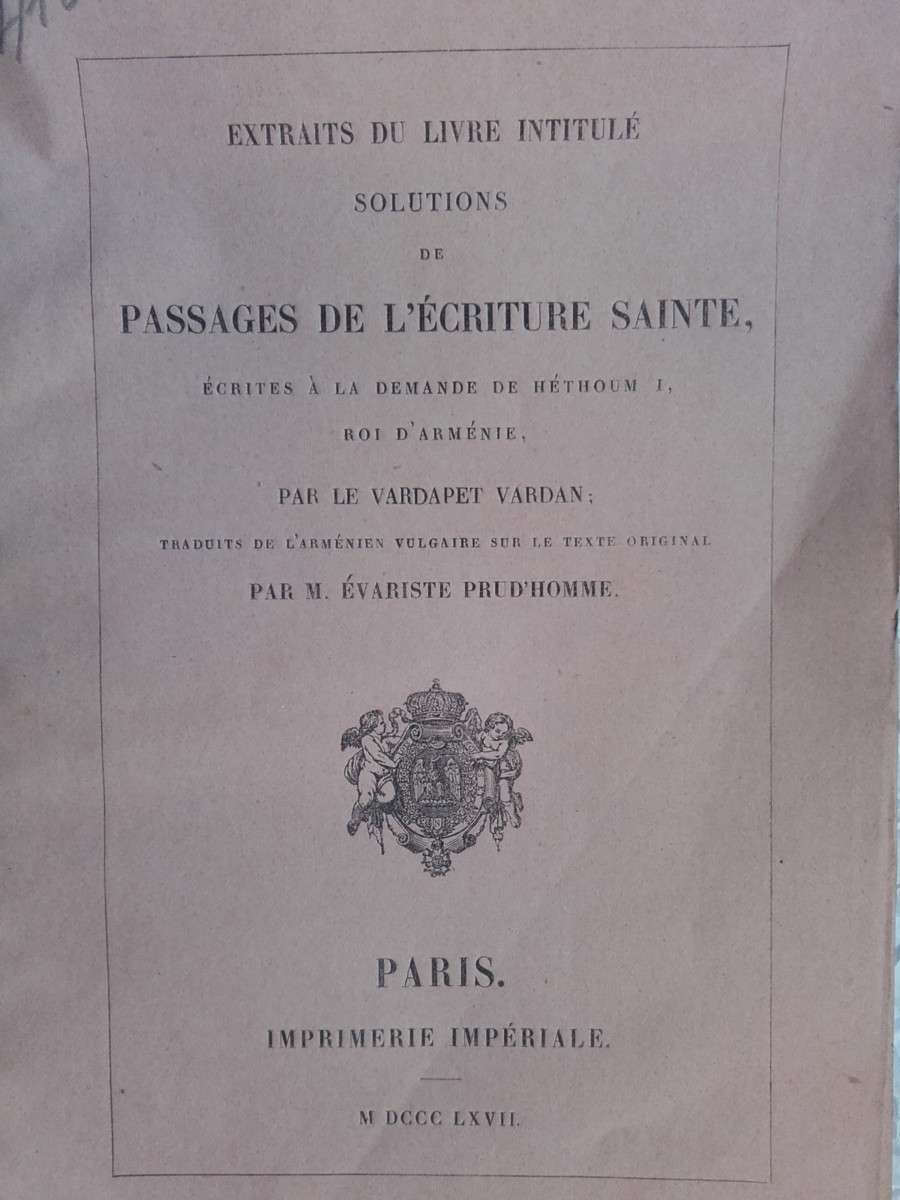 EXTRAITS DU LIVRE INTITULÉ
SOLUTIONS
DE
PASSAGES DE L'ÉCRITURE SAINTE,
ÉCRITES À LA DEMANDE DE HÉTHOUM I,
ROI D'ARMÉNIE,
PAR LE VARDAPET VARDAN;
TRADUITS DE L'ARMÉNIEN VULGAIRE SUR LE TEXTE ORIGINAL
PAR M. ÉVARISTE PRUD'HOMME.
PARIS.
IMPRIMERIE IMPÉRIALE.
M DCCC LXVII.